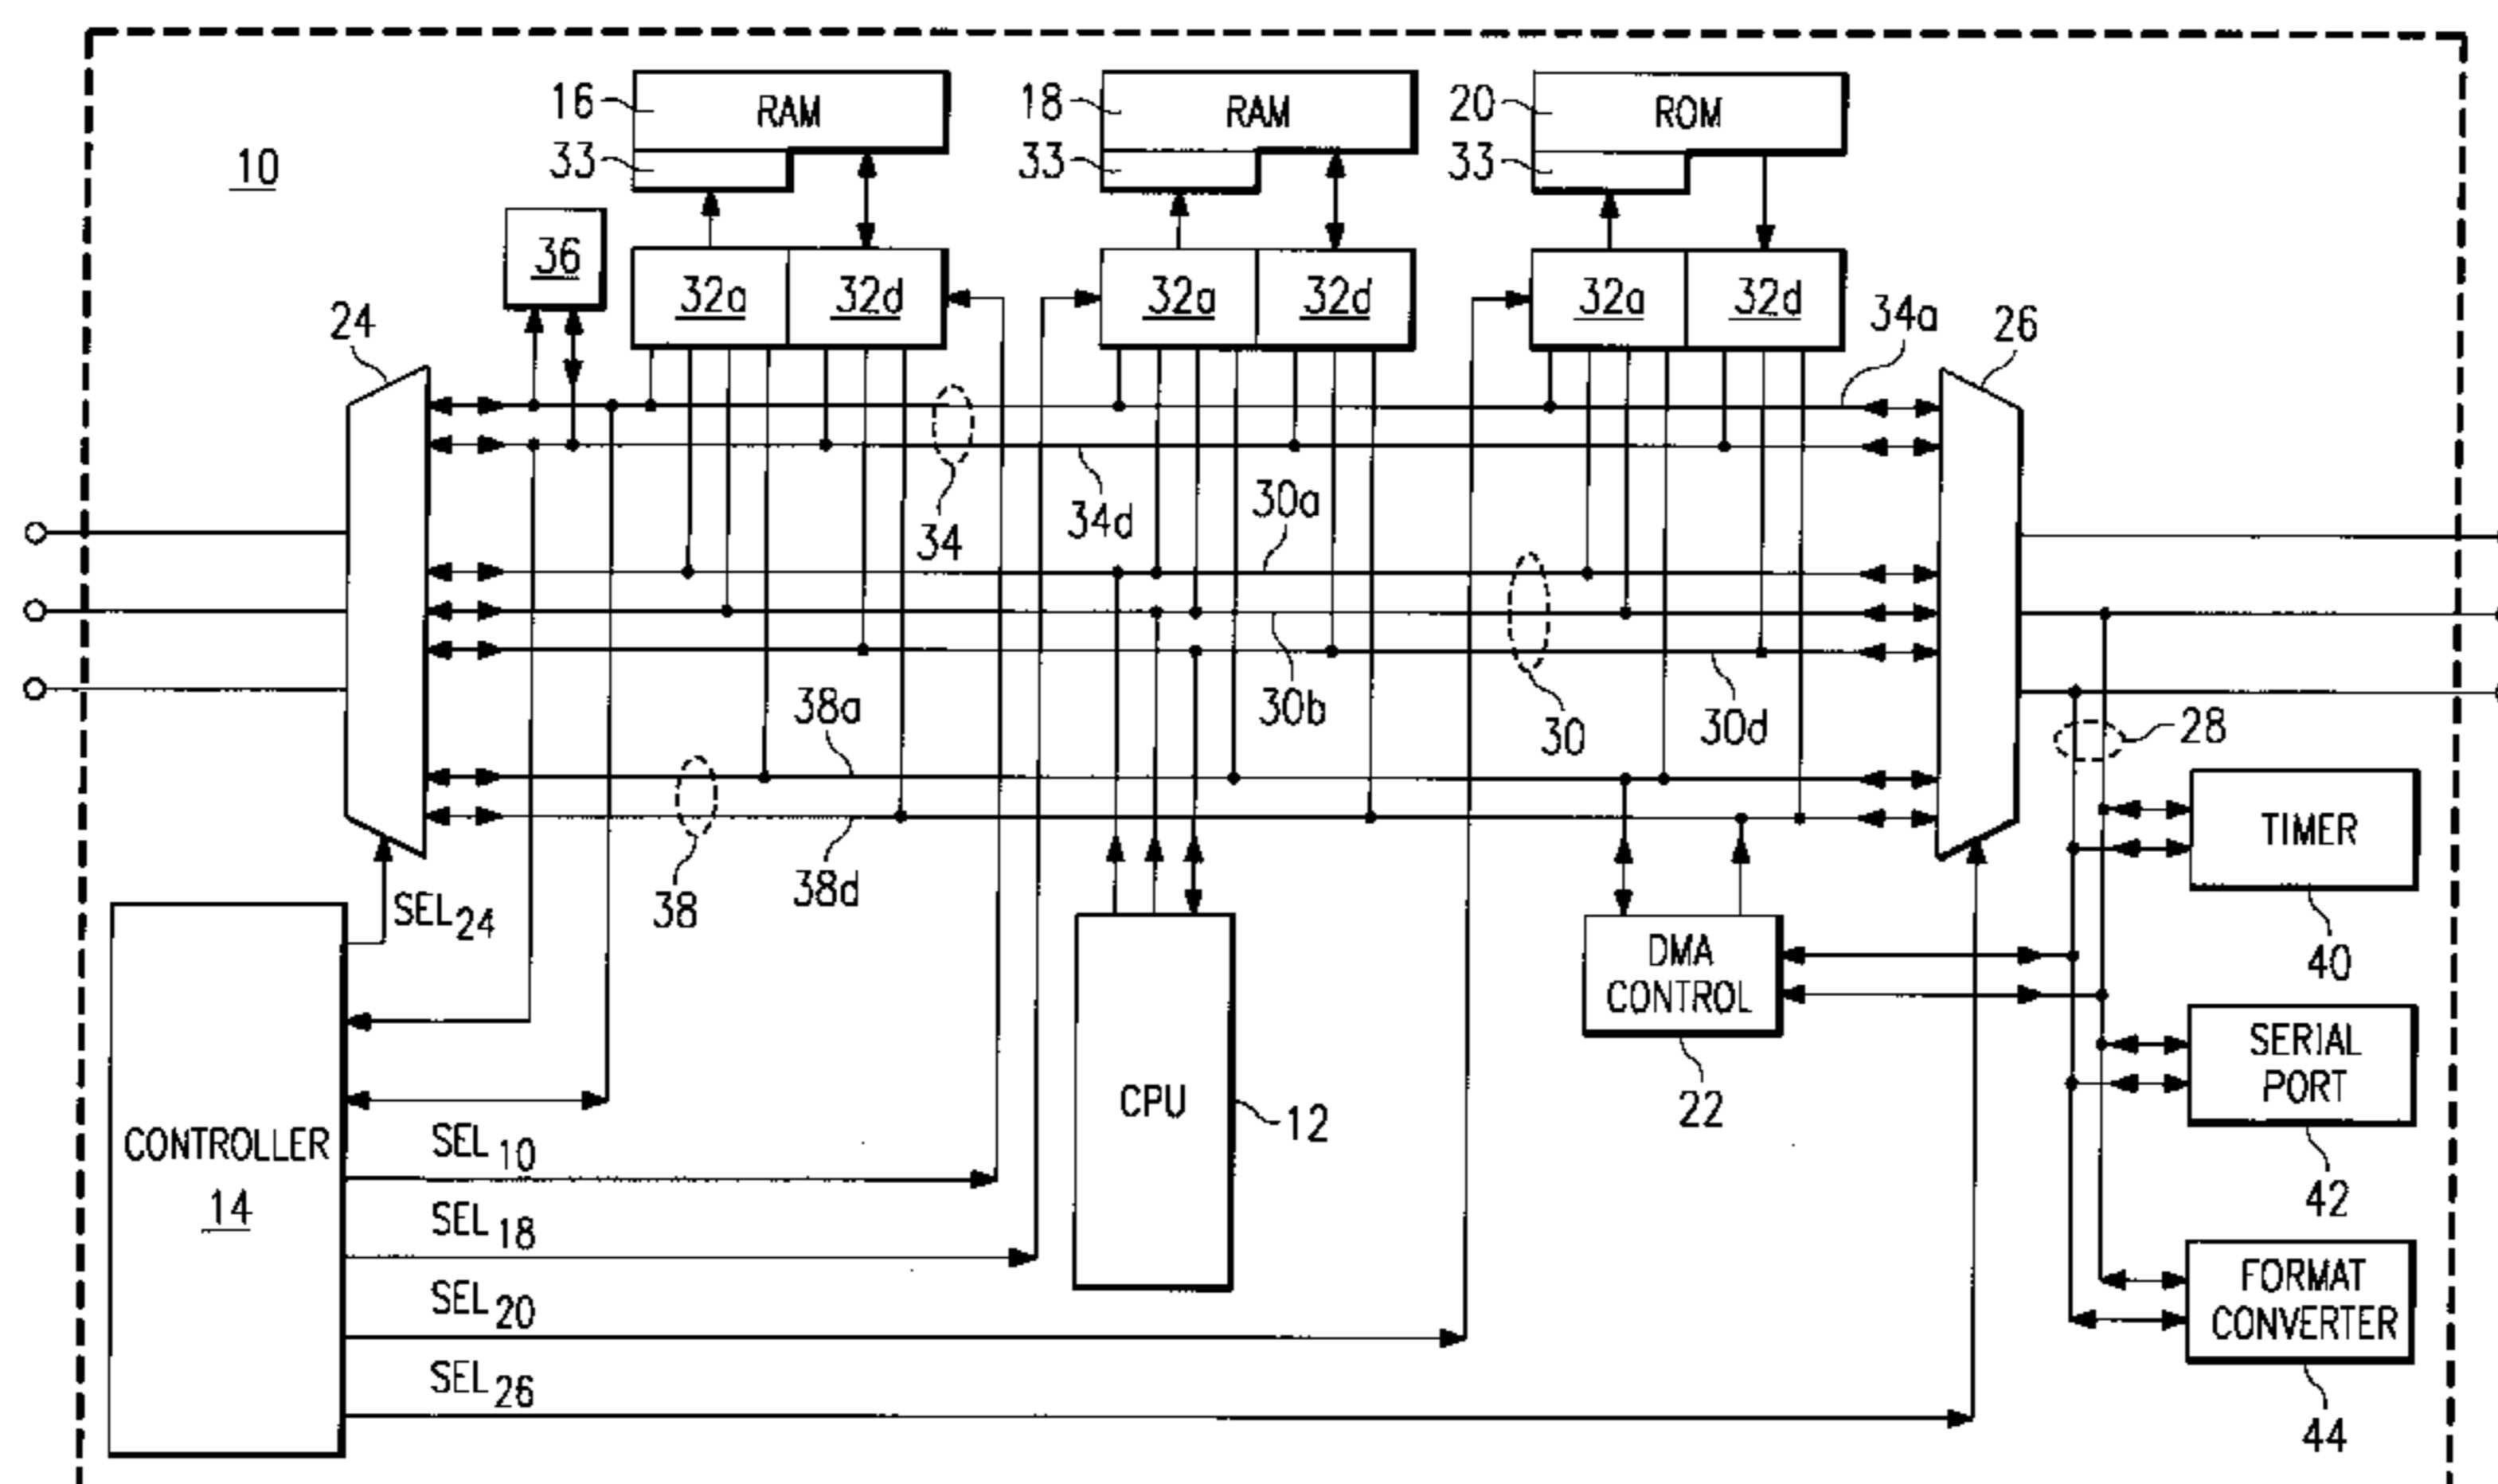 10
16
RAM
33
18
RAM
33
20
ROM
33
36
32a
32d
32a
32d
32a
32d
24
34a
26
34
34d
30a
30b
30
30d
38a
38
38d
28
TIMER
40
SEL24
CONTROLLER
14
CPU
12
DMA
CONTROL
22
SERIAL
PORT
42
SEL10
SEL18
SEL20
SEL26
FORMAT
CONVERTER
44